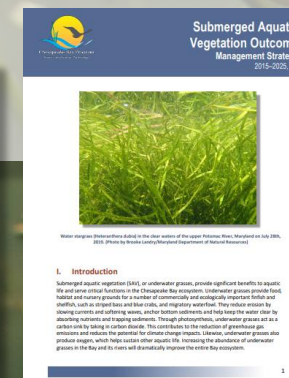 Submerged Aquat
Vegetation Outcom
Management Strate
2015–2025,
Chesapeake Bay Program
Water stargrass (Heteranthera dubia) in the clear waters of the upper Potomac River, Maryland on July 28th,
2019. (Photo by Brooke Landry/Maryland Department of Natural Resources)
I. Introduction
Submerged aquatic vegetation (SAV), or underwater grasses, provide significant benefits to aquatic
life and serve critical functions in the Chesapeake Bay ecosystem. Underwater grasses provide food,
habitat and nursery grounds for a number of commercially and ecologically important finfish and
shellfish, such as striped bass and blue crabs, and migratory waterfowl. They reduce erosion by
slowing currents and softening waves, anchor bottom sediments and help keep the water clear by
absorbing nutrients and trapping sediments. Through photosynthesis, underwater grasses act as a
carbon sink by taking in carbon dioxide. This contributes to the reduction of greenhouse gas
emissions and reduces the potential for climate change impacts. Likewise, underwater grasses also
produce oxygen, which helps sustain other aquatic life. Increasing the abundance of underwater
grasses in the Bay and its rivers will dramatically improve the entire Bay ecosystem.
1